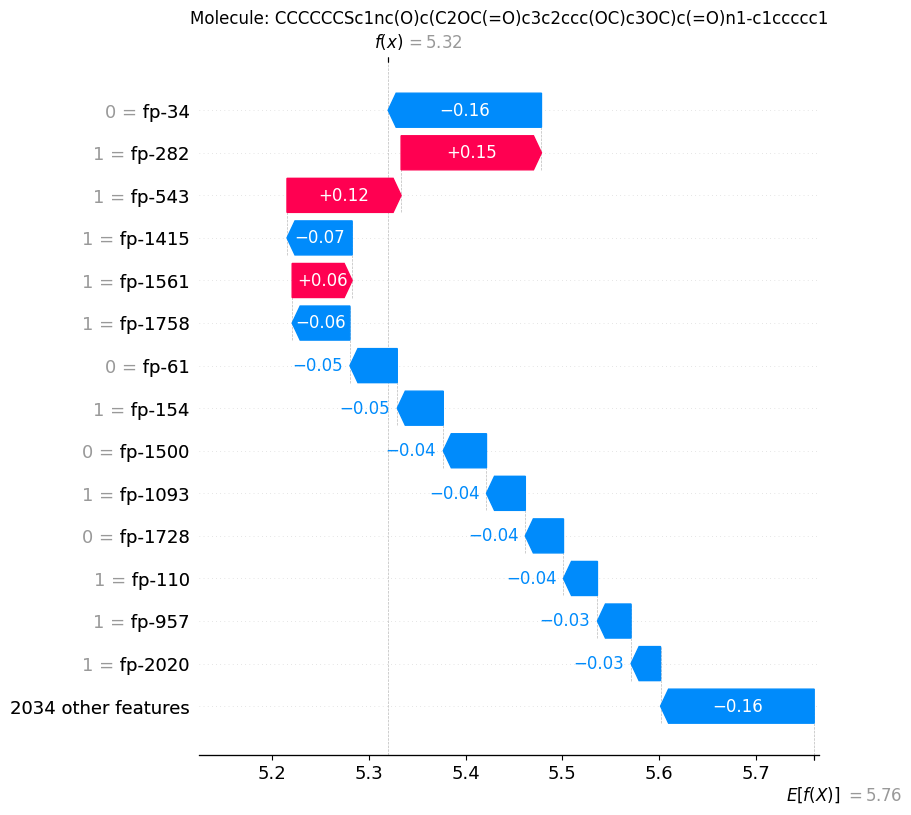 Molecule: CCCCCCSc1nc(O)c(C2OC(=O)c3c2ccc(OC)c3OC)c(=O)n1-c1ccccc1
f(x) = 5.32
0 = fp-34 −0.16
1 = fp-282 +0.15
1 = fp-543 +0.12
1 = fp-1415 −0.07
1 = fp-1561 +0.06
1 = fp-1758 −0.06
0 = fp-61 −0.05
1 = fp-154 −0.05
0 = fp-1500 −0.04
1 = fp-1093 −0.04
0 = fp-1728 −0.04
1 = fp-110 −0.04
1 = fp-957 −0.03
1 = fp-2020 −0.03
2034 other features −0.16
5.2 5.3 5.4 5.5 5.6 5.7
E[f(X)] = 5.76